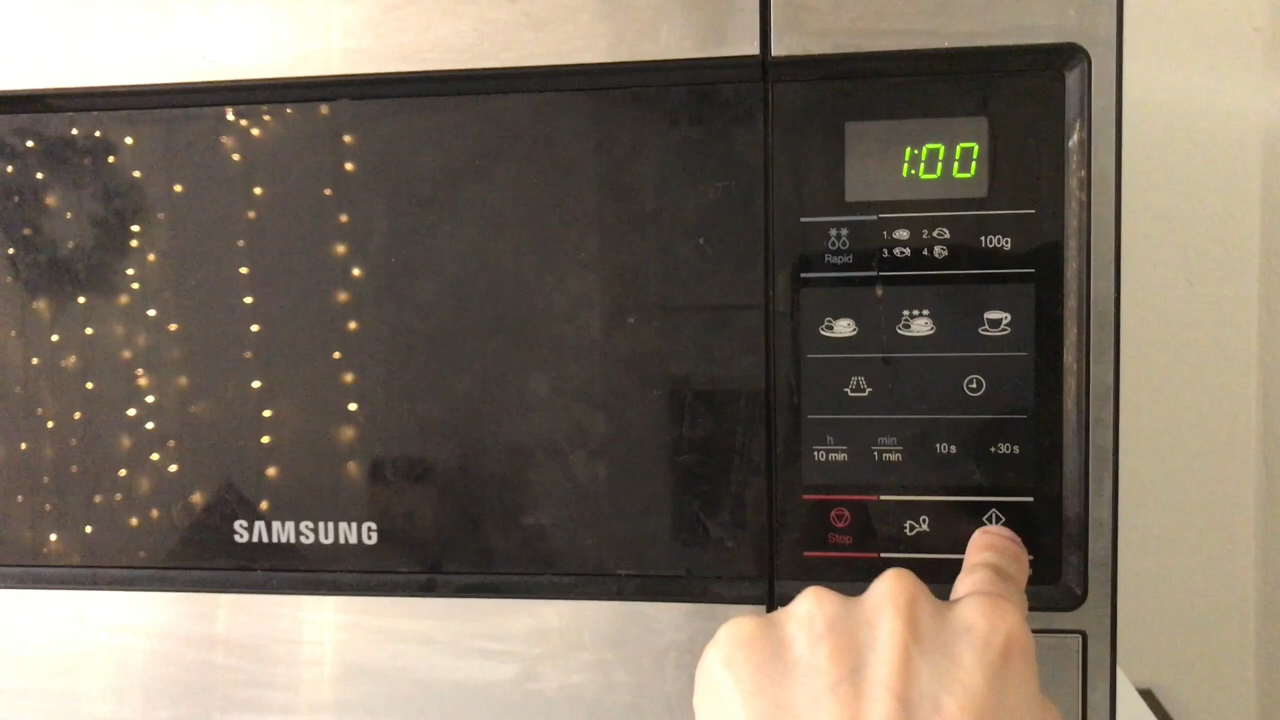 1:00
1. 2.
3. 4.
100g
Rapid
h
10 min
min
1 min
10 s
+30 s
SAMSUNG
Stop